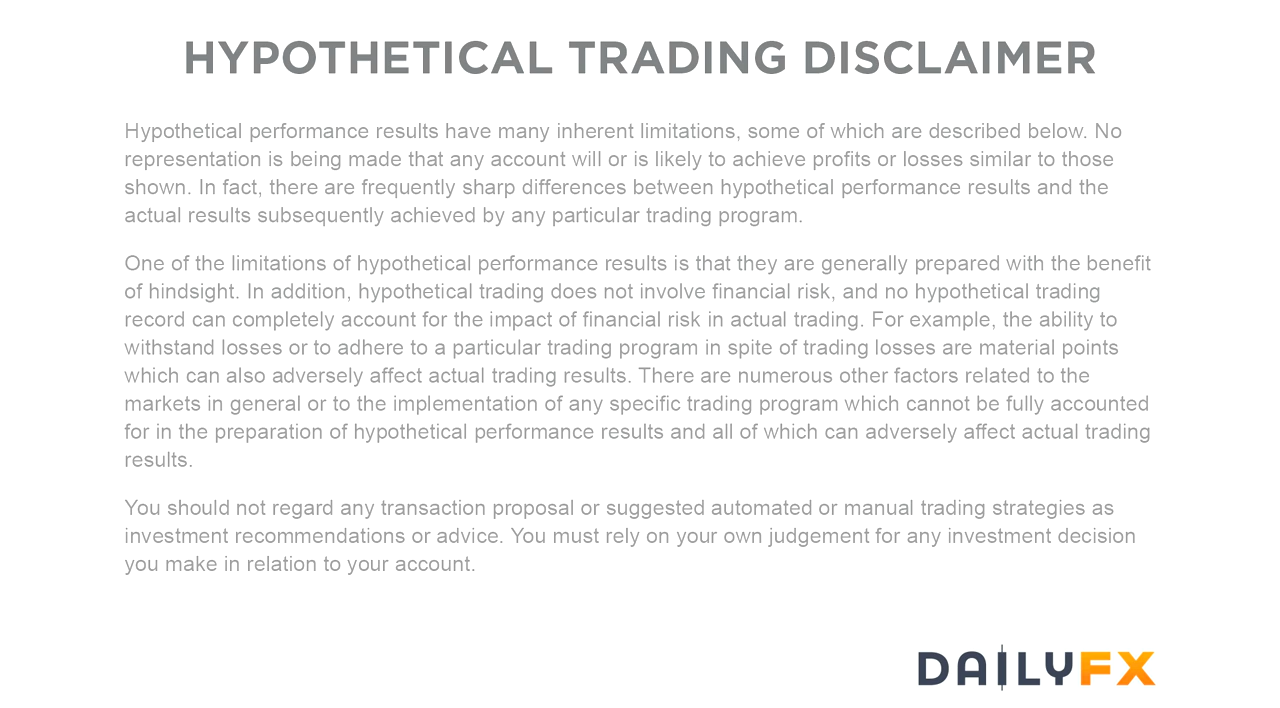 HYPOTHETICAL TRADING DISCLAIMER
Hypothetical performance results have many inherent limitations, some of which are described below. No
representation is being made that any account will or is likely to achieve profits or losses similar to those
shown. In fact, there are frequently sharp differences between hypothetical performance results and the
actual results subsequently achieved by any particular trading program.
One of the limitations of hypothetical performance results is that they are generally prepared with the benefit
of hindsight. In addition, hypothetical trading does not involve financial risk, and no hypothetical trading
record can completely account for the impact of financial risk in actual trading. For example, the ability to
withstand losses or to adhere to a particular trading program in spite of trading losses are material points
which can also adversely affect actual trading results. There are numerous other factors related to the
markets in general or to the implementation of any specific trading program which cannot be fully accounted
for in the preparation of hypothetical performance results and all of which can adversely affect actual trading
results.
You should not regard any transaction proposal or suggested automated or manual trading strategies as
investment recommendations or advice. You must rely on your own judgement for any investment decision
you make in relation to your account.
DAILYFX